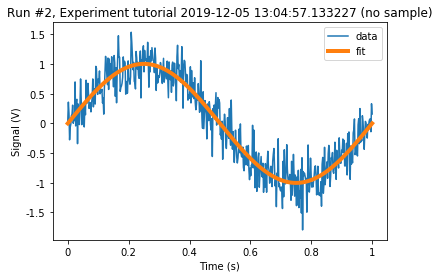 Run #2, Experiment tutorial 2019-12-05 13:04:57.133227 (no sample)
data
fit
1.5
1
0.5
0
-0.5
-1
-1.5
Signal (V)
0
0.2
0.4
0.6
0.8
1
Time (s)